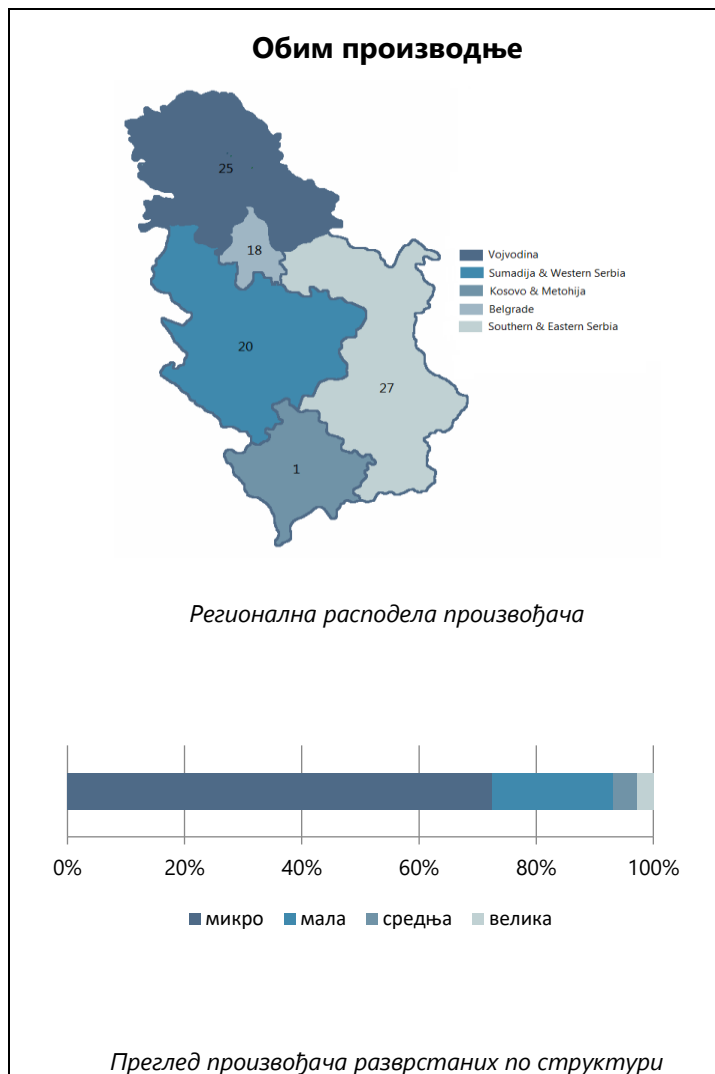 Обим производње
25
18
20
27
1
Vojvodina
Sumadija & Western Serbia
Kosovo & Metohija
Belgrade
Southern & Eastern Serbia
Регионална расподела произвођача
0% 20% 40% 60% 80% 100%
микро мала средња велика
Преглед произвођача разврстаних по структури